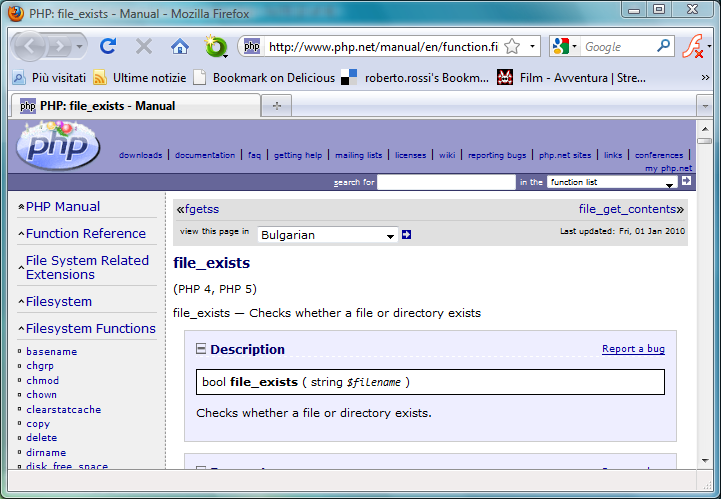 PHP: file_exists - Manual - Mozilla Firefox
php http://www.php.net/manual/en/function.fi Google
Più visitati Ultime notizie Bookmark on Delicious roberto.rossi's Bookm... Film - Avventura | Stre... »
php PHP: file_exists - Manual
php
downloads | documentation | faq | getting help | mailing lists | licenses | wiki | reporting bugs | php.net sites | links | conferences |
my php.net
search for in the function list
PHP Manual
Function Reference
File System Related
Extensions
Filesystem
Filesystem Functions
basename
chgrp
chmod
chown
clearstatcache
copy
delete
dirname
disk_free_space
«fgetss file_get_contents»
view this page in Bulgarian Last updated: Fri, 01 Jan 2010
file_exists
(PHP 4, PHP 5)
file_exists — Checks whether a file or directory exists
Description Report a bug
bool file_exists ( string $filename )
Checks whether a file or directory exists.